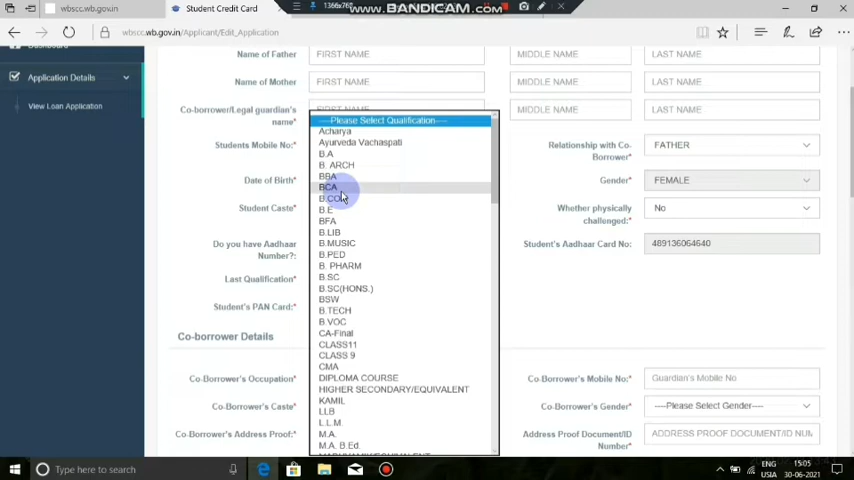 wbscc.wb.gov.in
Student Credit Card
1366x768
www.BANDICAM.com
wbscc.wb.gov.in/Applicant/Edit_Application
Dashboard
Application Details
View Loan Application
Name of Father
FIRST NAME
MIDDLE NAME
LAST NAME
Name of Mother
FIRST NAME
MIDDLE NAME
LAST NAME
Co-borrower/Legal guardian's
name*
FIRST NAME
MIDDLE NAME
LAST NAME
Students Mobile No:*
Relationship with Co-
Borrower*
FATHER
Date of Birth*
Gender*
FEMALE
Student Caste*
Whether physically
challenged:*
No
Do you have Aadhaar
Number?:
Student's Aadhaar Card No:
489136064640
Last Qualification*
Student's PAN Card:*
----Please Select Qualification----
Acharya
Ayurveda Vachaspati
B.A
B. ARCH
BBA
BCA
B.COM
B.E
BFA
B.LIB
B.MUSIC
B.PED
B. PHARM
B.SC
B.SC(HONS.)
BSW
B.TECH
B.VOC
CA-Final
CLASS11
CLASS 9
CMA
DIPLOMA COURSE
HIGHER SECONDARY/EQUIVALENT
KAMIL
LLB
L.L.M.
M.A.
M.A. B.Ed.
Co-borrower Details
Co-Borrower's Occupation*
Co-Borrower's Mobile No:*
Guardian's Mobile No
Co-Borrower's Caste*
Co-Borrower's Gender*
----Please Select Gender----
Co-Borrower's Address Proof:*
Address Proof Document/ID
Number*
ADDRESS PROOF DOCUMENT/ID NUM
Type here to search
ENG
USIA
15:05
30-06-2021